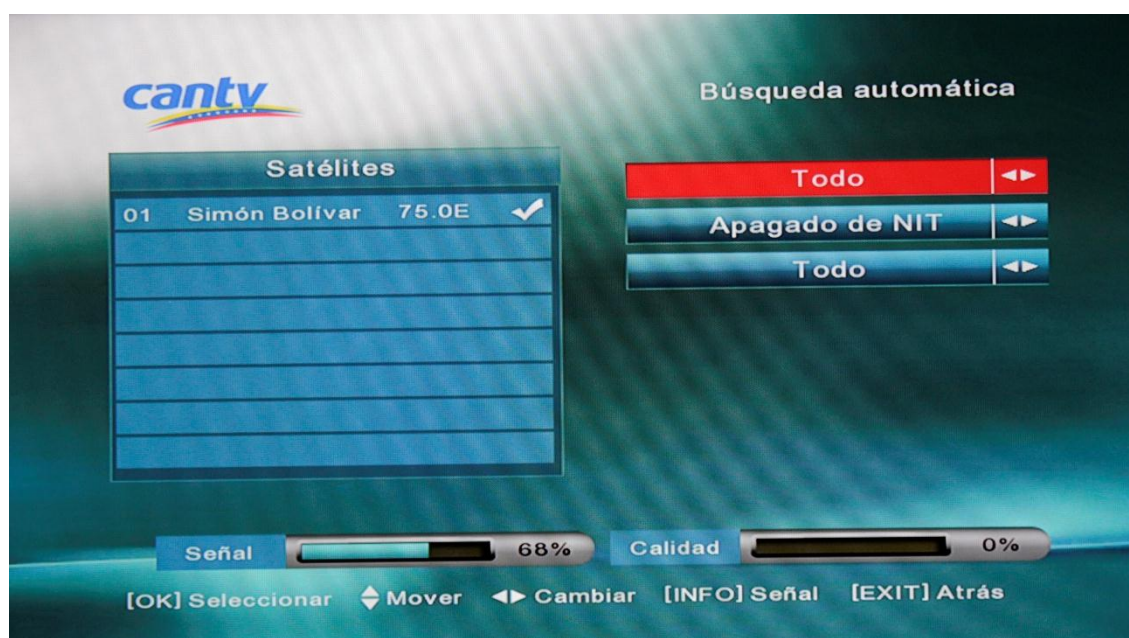 cantv
Búsqueda automática
Satélites
01 Simón Bolívar 75.0E
Todo
Apagado de NIT
Todo
Señal 68% Calidad 0%
[OK] Seleccionar Mover Cambiar [INFO] Señal [EXIT] Atrás